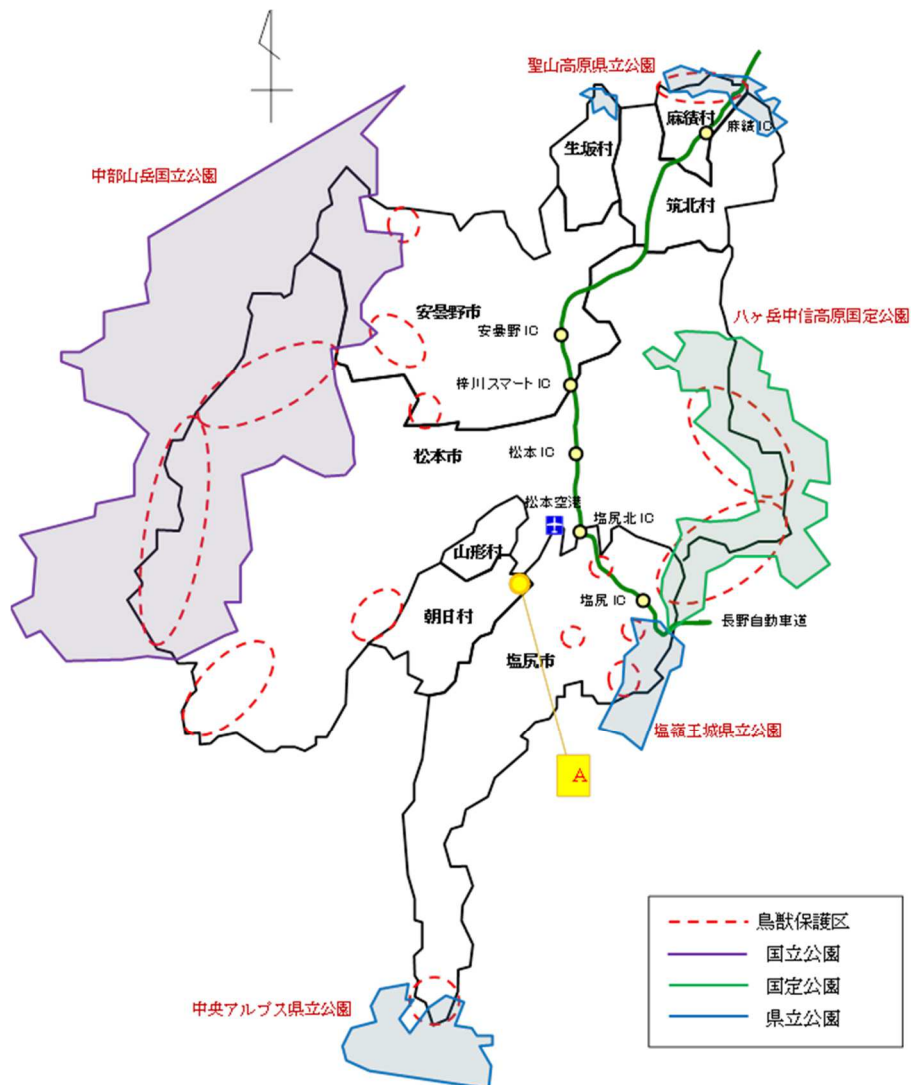 聖山高原県立公園
麻績村
麻績IC
生坂村
中部山岳国立公園
筑北村
安曇野市
八ヶ岳中信高原国定公園
安曇野IC
梓川スマートIC
松本市
松本IC
松本空港
塩尻北IC
山形村
塩尻IC
朝日村
長野自動車道
塩尻市
塩嶺王城県立公園
A
鳥獣保護区
国立公園
国定公園
県立公園
中央アルプス県立公園